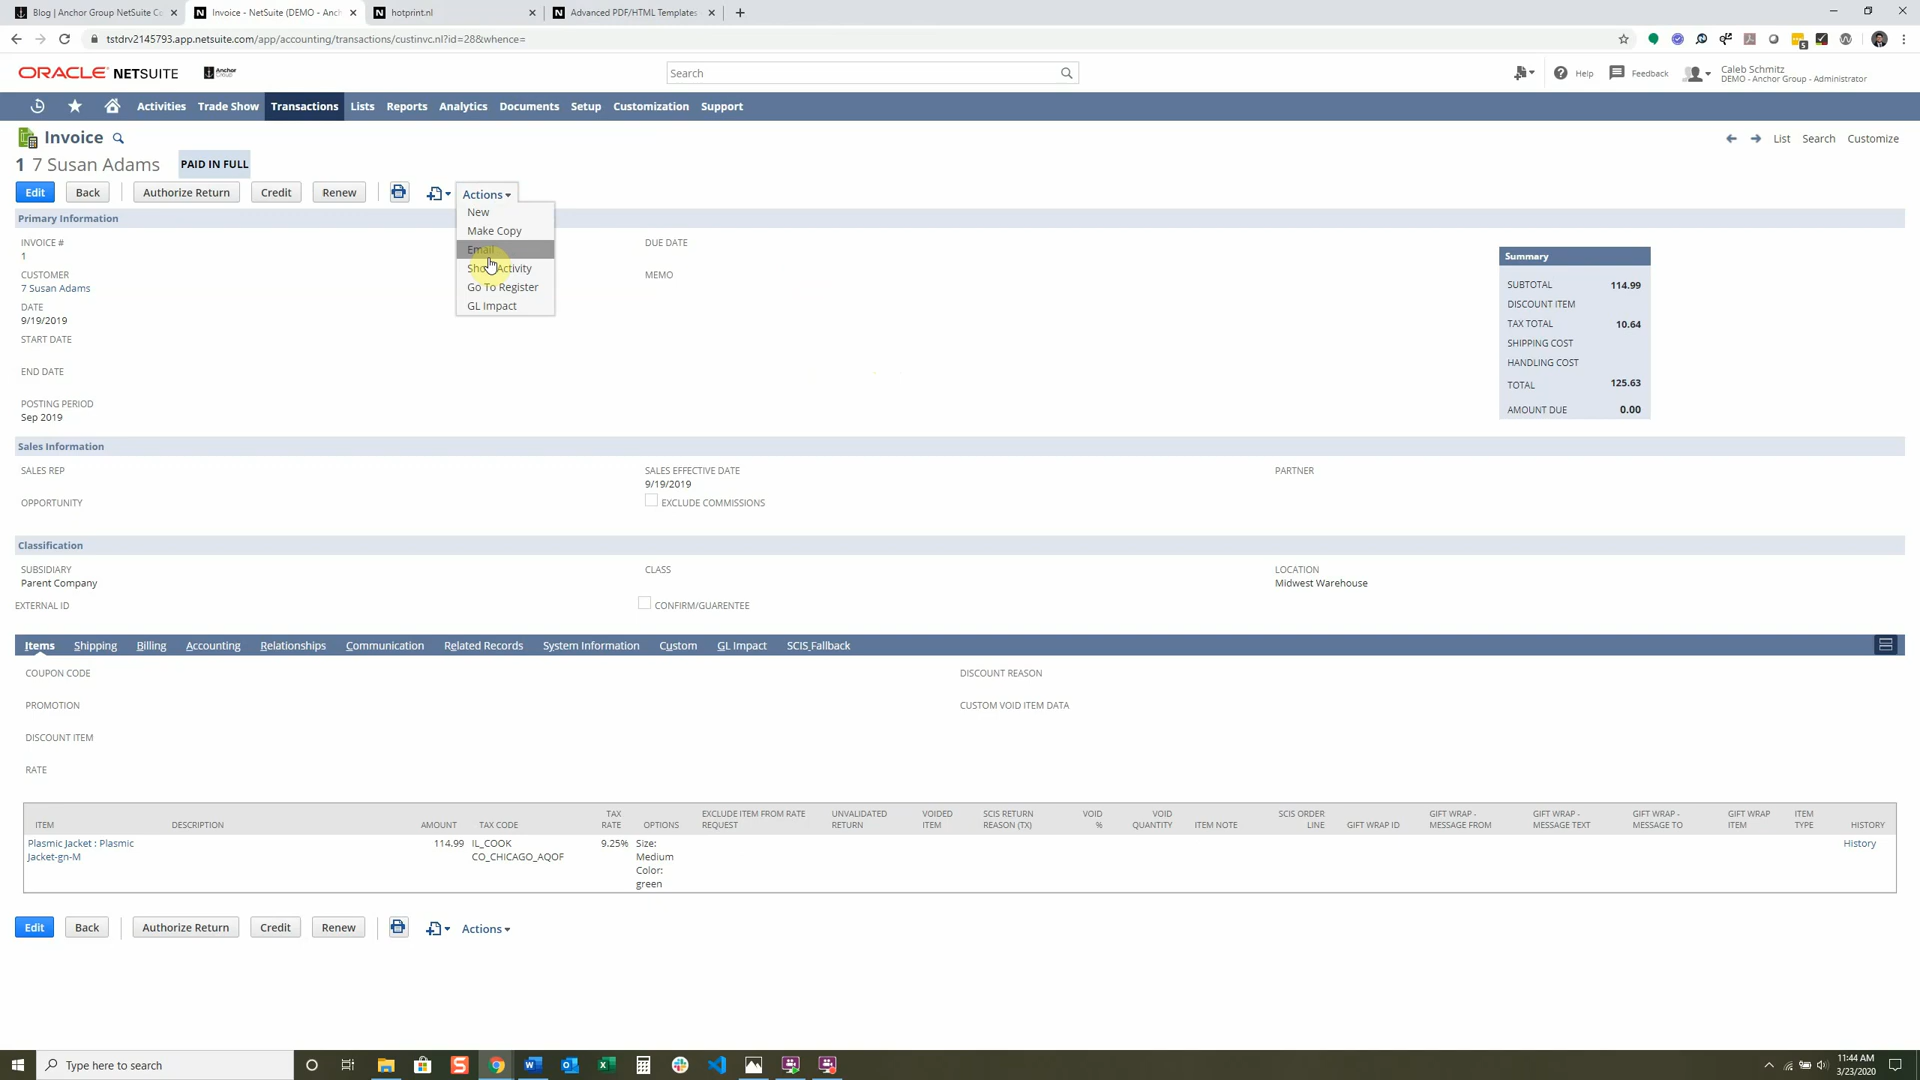 Blog | Anchor Group NetSuite Co
Invoice - NetSuite (DEMO - Anch
hotprint.nl
Advanced PDF/HTML Templates
tstdrv2145793.app.netsuite.com/app/accounting/transactions/custinvc.nl?id=28&whence=
ORACLE NETSUITE
Anchor Group
Search
Help
Feedback
Caleb Schmitz
DEMO - Anchor Group - Administrator
Activities Trade Show Transactions Lists Reports Analytics Documents Setup Customization Support
Invoice
List Search Customize
1 7 Susan Adams PAID IN FULL
Edit Back Authorize Return Credit Renew Actions
New
Make Copy
Email
Show Activity
Go To Register
GL Impact
Primary Information
INVOICE #
1
CUSTOMER
7 Susan Adams
DATE
9/19/2019
START DATE
END DATE
POSTING PERIOD
Sep 2019
DUE DATE
MEMO
Summary
SUBTOTAL 114.99
DISCOUNT ITEM
TAX TOTAL 10.64
SHIPPING COST
HANDLING COST
TOTAL 125.63
AMOUNT DUE 0.00
Sales Information
SALES REP
OPPORTUNITY
SALES EFFECTIVE DATE
9/19/2019
EXCLUDE COMMISSIONS
PARTNER
Classification
SUBSIDIARY
Parent Company
EXTERNAL ID
CLASS
CONFIRM/GUARENTEE
LOCATION
Midwest Warehouse
Items Shipping Billing Accounting Relationships Communication Related Records System Information Custom GL Impact SCIS Fallback
COUPON CODE
PROMOTION
DISCOUNT ITEM
RATE
DISCOUNT REASON
CUSTOM VOID ITEM DATA
ITEM DESCRIPTION AMOUNT TAX CODE TAX RATE OPTIONS EXCLUDE ITEM FROM RATE REQUEST UNVALIDATED RETURN VOIDED ITEM SCIS RETURN REASON (TX) VOID % VOID QUANTITY ITEM NOTE SCIS ORDER LINE GIFT WRAP ID GIFT WRAP - MESSAGE FROM GIFT WRAP - MESSAGE TEXT GIFT WRAP - MESSAGE TO GIFT WRAP ITEM ITEM TYPE HISTORY
Plasmic Jacket : Plasmic 114.99 IL_COOK 9.25% Size: History
Jacket-gn-M CO_CHICAGO_AQOF Medium
Color:
green
Edit Back Authorize Return Credit Renew Actions
Type here to search
11:44 AM
3/23/2020